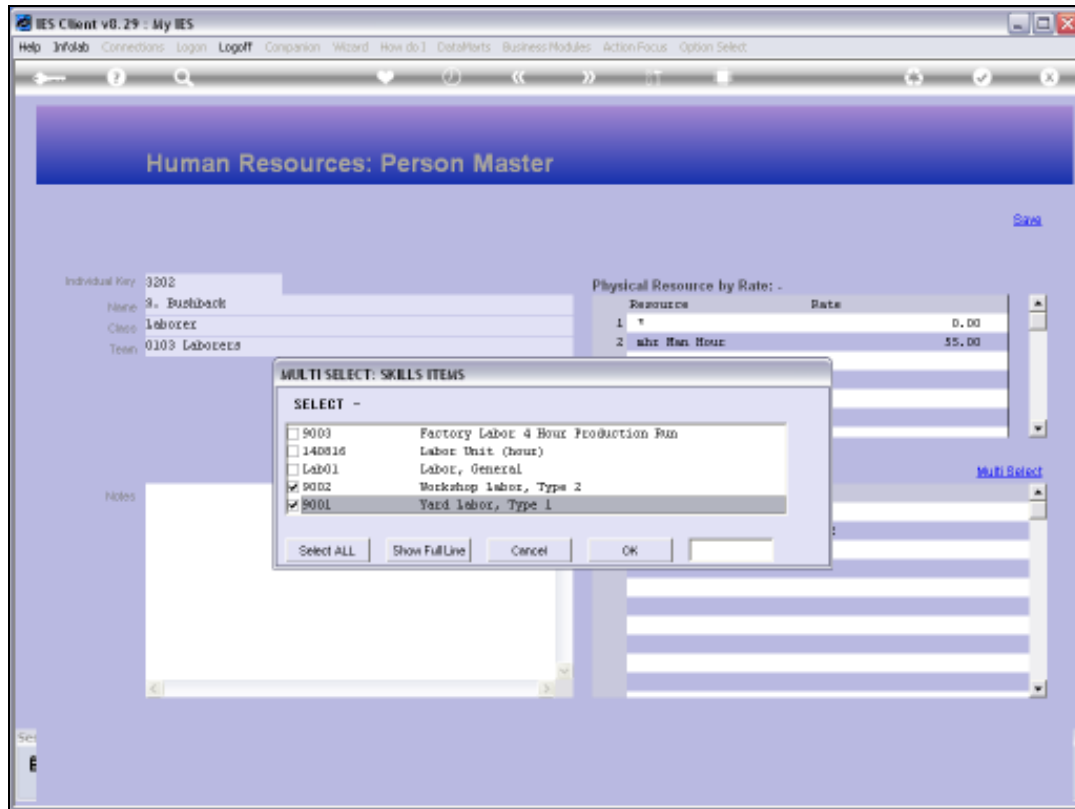 IES Client v8.29 : My IES
Help Infolab Connections Logon Logoff Companion Wizard How do I DataMarts Business Modules Action Focus Option Select
Human Resources: Person Master
Save
Individual Key 3202
Name Bushback
Class Laborer
Team 0103 Laborers
Physical Resource by Rate: -
Resource Rate
1 * 0.00
2 mhr Man Hour 55.00
MULTI SELECT: SKILLS ITEMS
SELECT -
9003 Factory Labor 4 Hour Production Run
140816 Labor Unit (hour)
Lab01 Labor, General
9002 Workshop labor, Type 2
9001 Yard labor, Type 1
Select ALL Show Full Line Cancel OK
Multi Select
Notes